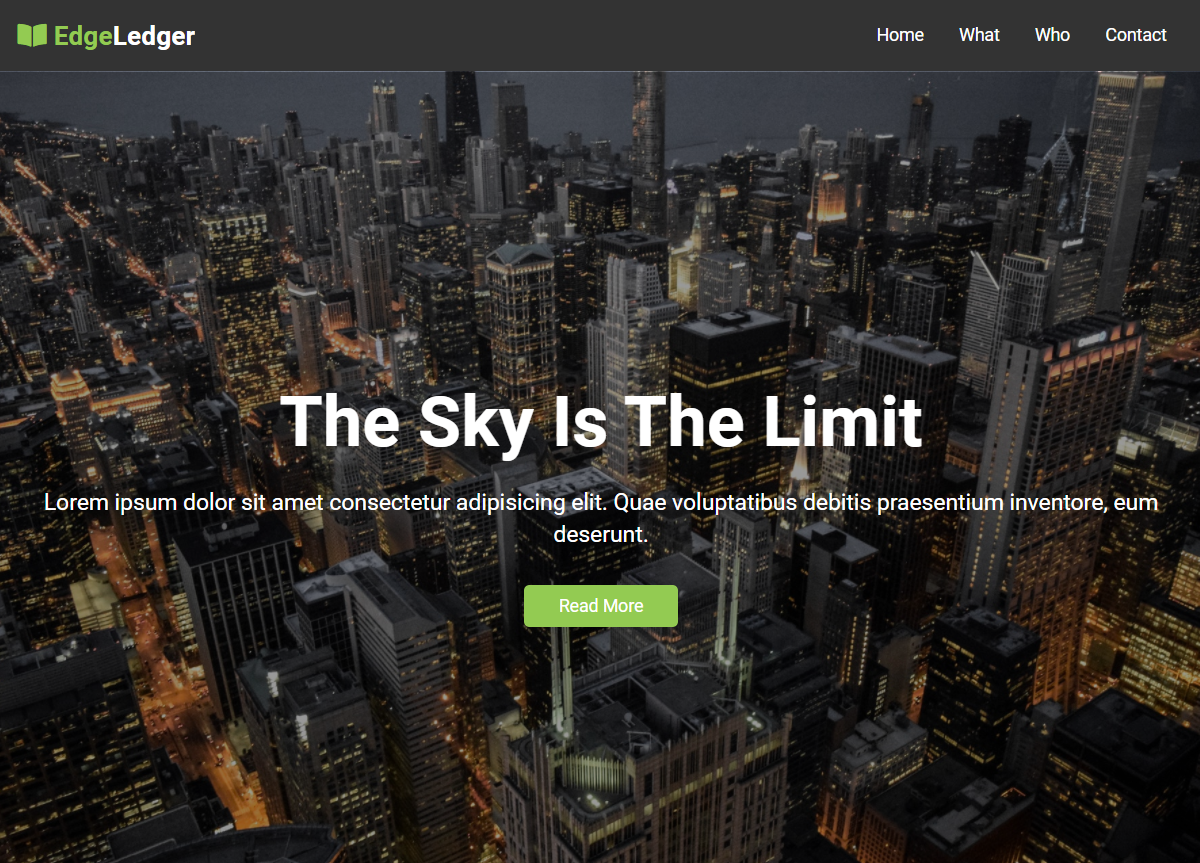 EdgeLedger
Home
What
Who
Contact
The Sky Is The Limit
Lorem ipsum dolor sit amet consectetur adipisicing elit. Quae voluptatibus debitis praesentium inventore, eum
deserunt.
Read More